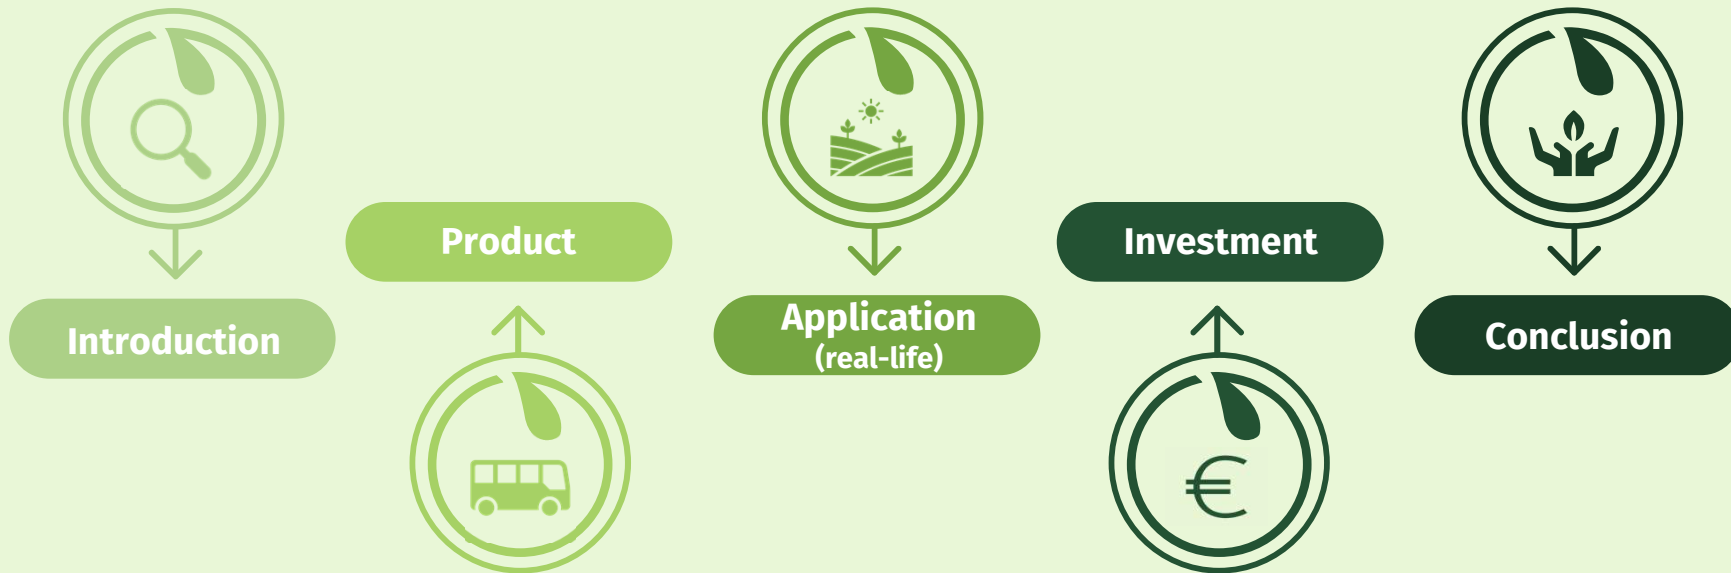 Introduction
Product
Application
(real-life)
Investment
€
Conclusion